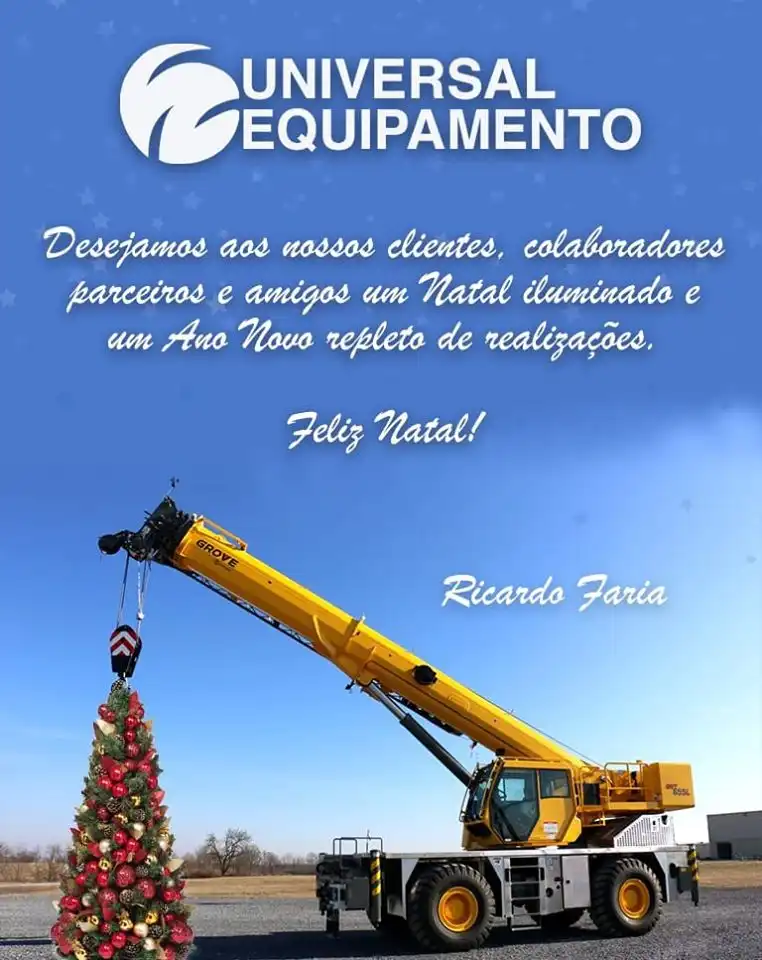 UNIVERSAL
EQUIPAMENTO
Desejamos aos nossos clientes, colaboradores
parceiros e amigos um Natal iluminado e
um Ano Novo repleto de realizações.
Feliz Natal!
GROVE
Ricardo Faria
655L